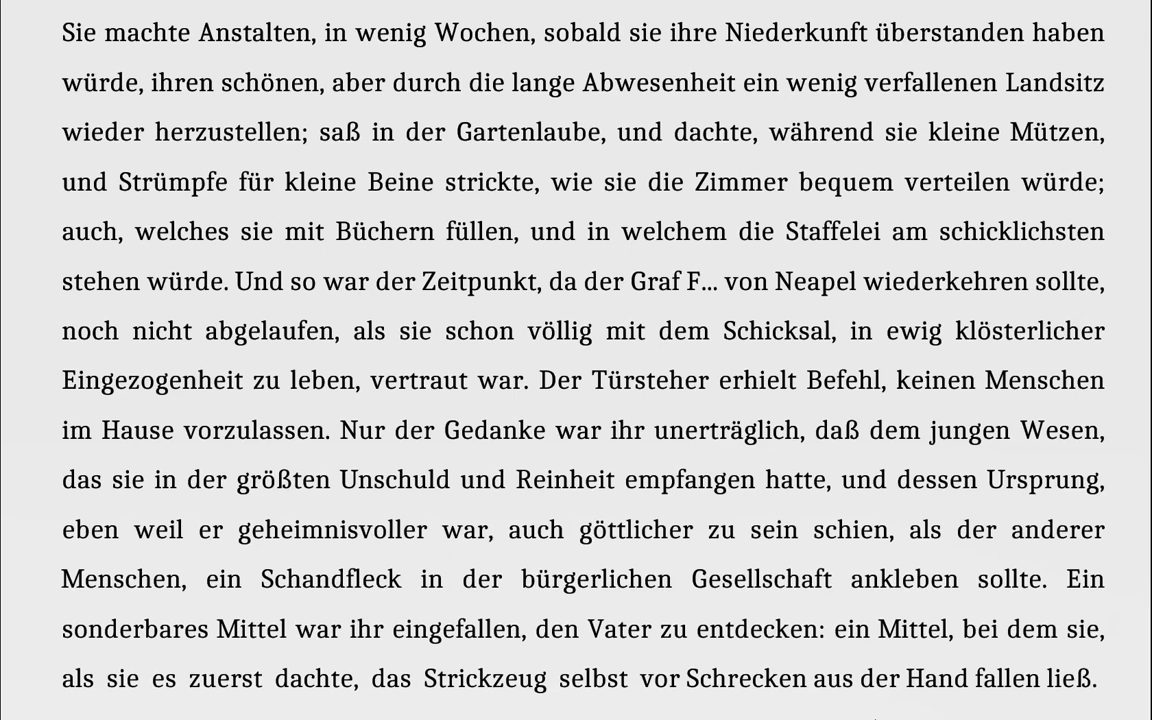 Sie machte Anstalten, in wenig Wochen, sobald sie ihre Niederkunft überstanden haben
würde, ihren schönen, aber durch die lange Abwesenheit ein wenig verfallenen Landsitz
wieder herzustellen; saß in der Gartenlaube, und dachte, während sie kleine Mützen,
und Strümpfe für kleine Beine strickte, wie sie die Zimmer bequem verteilen würde;
auch, welches sie mit Büchern füllen, und in welchem die Staffelei am schicklichsten
stehen würde. Und so war der Zeitpunkt, da der Graf F... von Neapel wiederkehren sollte,
noch nicht abgelaufen, als sie schon völlig mit dem Schicksal, in ewig klösterlicher
Eingezogenheit zu leben, vertraut war. Der Türsteher erhielt Befehl, keinen Menschen
im Hause vorzulassen. Nur der Gedanke war ihr unerträglich, daß dem jungen Wesen,
das sie in der größten Unschuld und Reinheit empfangen hatte, und dessen Ursprung,
eben weil er geheimnisvoller war, auch göttlicher zu sein schien, als der anderer
Menschen, ein Schandfleck in der bürgerlichen Gesellschaft ankleben sollte. Ein
sonderbares Mittel war ihr eingefallen, den Vater zu entdecken: ein Mittel, bei dem sie,
als sie es zuerst dachte, das Strickzeug selbst vor Schrecken aus der Hand fallen ließ.